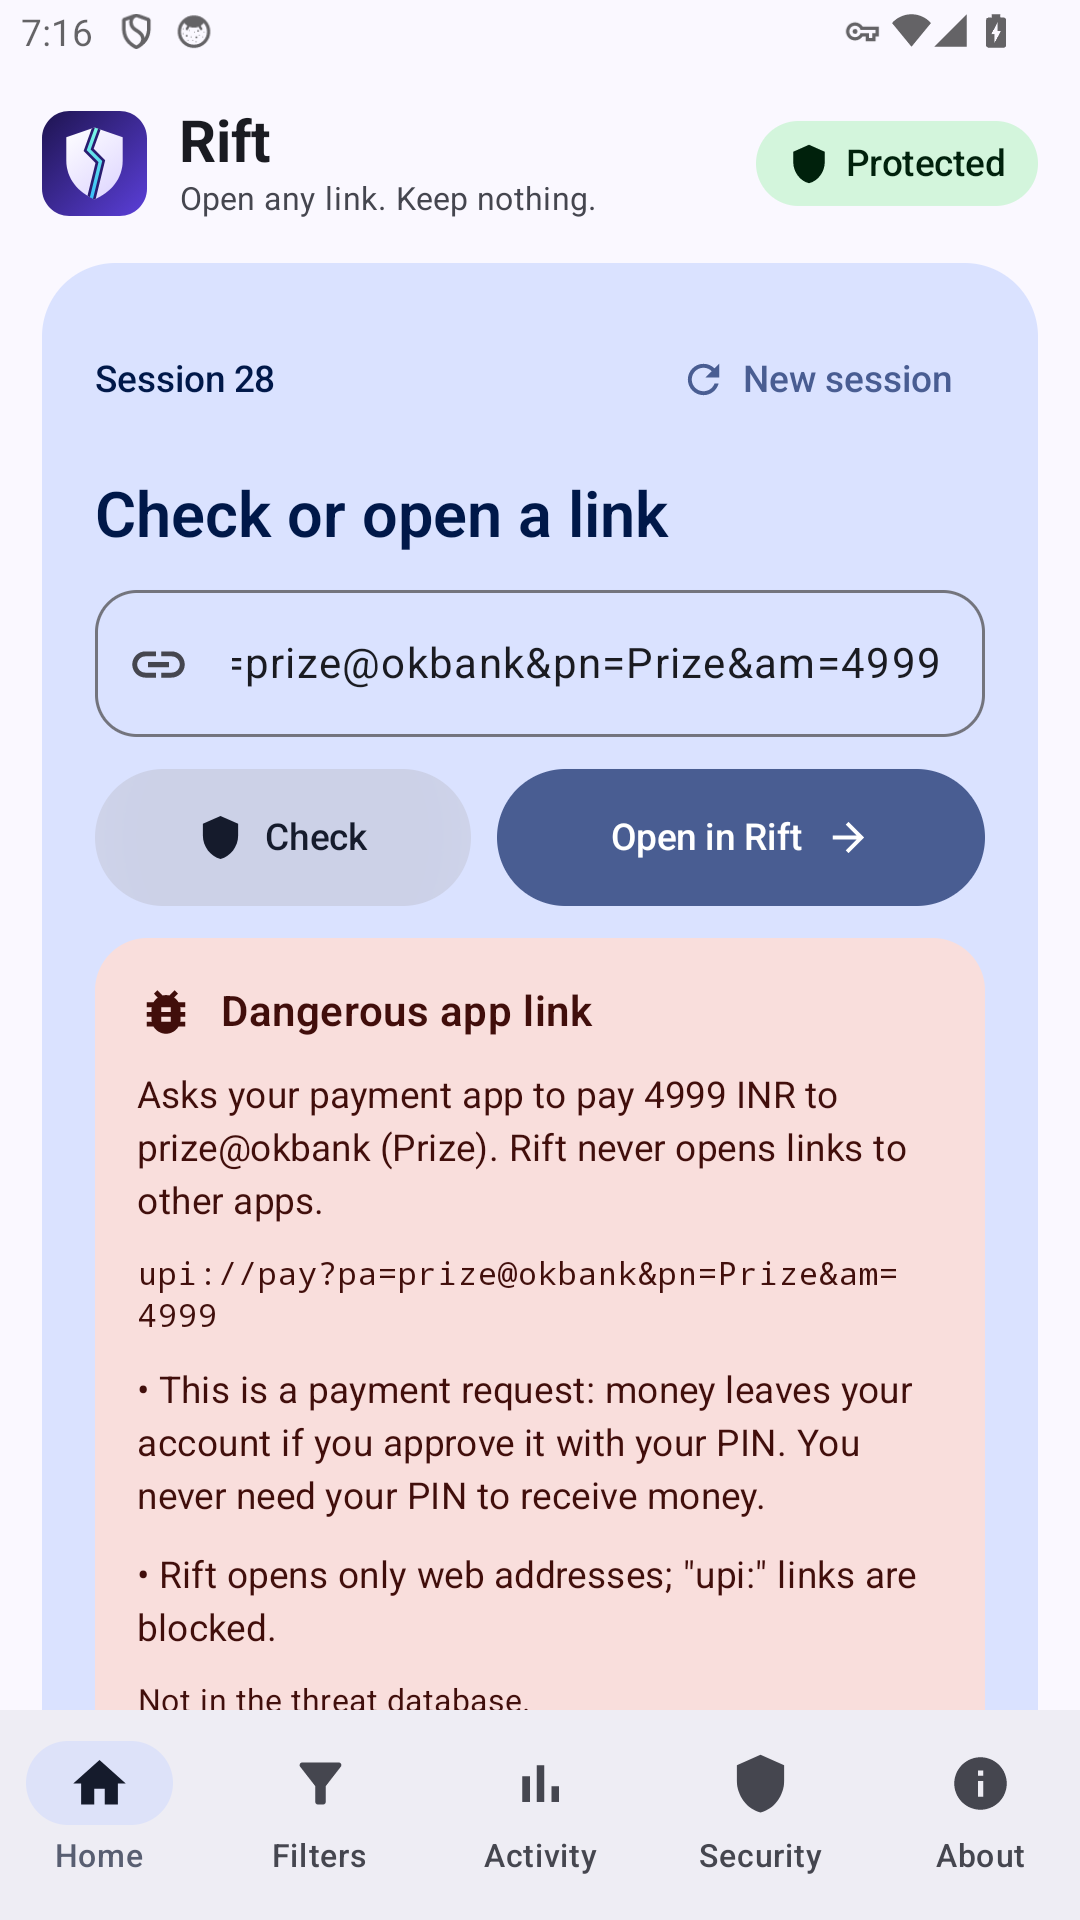 7:16
Rift
Open any link. Keep nothing.
Protected
Session 28
New session
Check or open a link
=prize@okbank&pn=Prize&am=4999
Check
Open in Rift
Dangerous app link
Asks your payment app to pay 4999 INR to
prize@okbank (Prize). Rift never opens links to
other apps.
upi://pay?pa=prize@okbank&pn=Prize&am=
4999
• This is a payment request: money leaves your
account if you approve it with your PIN. You
never need your PIN to receive money.
• Rift opens only web addresses; "upi:" links are
blocked.
Not in the threat database.
Home
Filters
Activity
Security
About